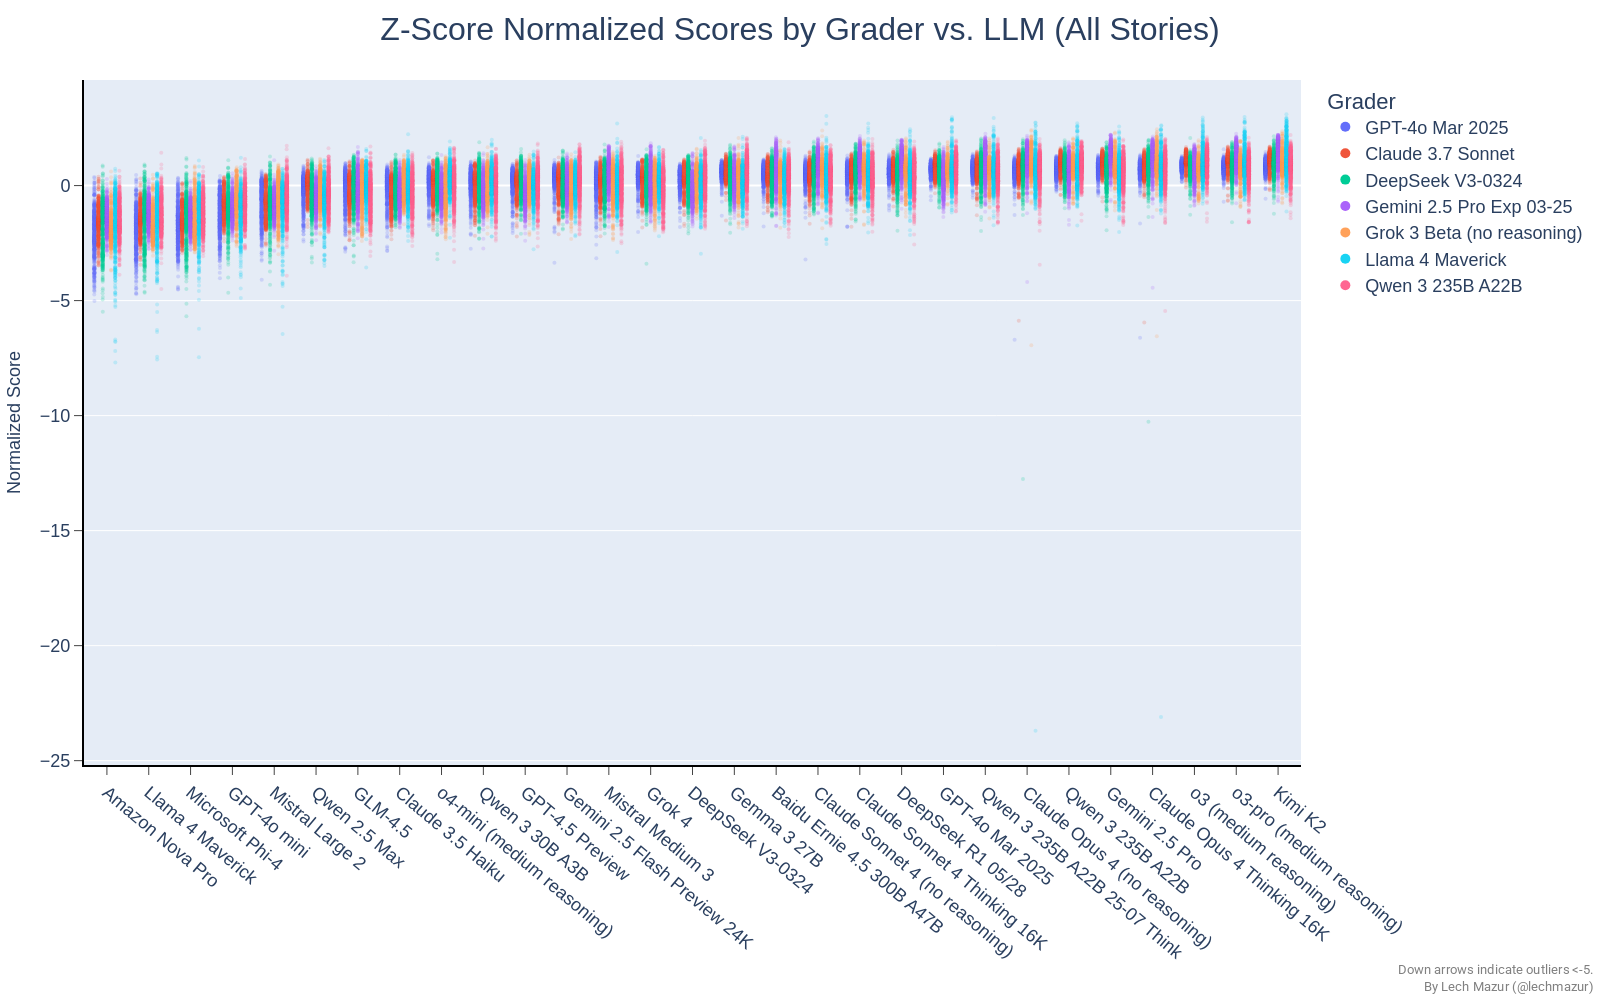 Z-Score Normalized Scores by Grader vs. LLM (All Stories)
Grader
GPT-4o Mar 2025
Claude 3.7 Sonnet
DeepSeek V3-0324
Gemini 2.5 Pro Exp 03-25
Grok 3 Beta (no reasoning)
Llama 4 Maverick
Qwen 3 235B A22B
Normalized Score
0
−5
−10
−15
−20
−25
Amazon Nova Pro
Llama 4 Maverick
Microsoft Phi-4
GPT-4o mini
Mistral Large 2
Qwen 2.5 Max
GLM-4.5
Claude 3.5 Haiku
o4-mini (medium reasoning)
Qwen 3 30B A3B
GPT-4.5 Preview
Gemini 2.5 Flash Preview 24K
Mistral Medium 3
Grok 4
DeepSeek V3-0324
Gemma 3 27B
Baidu Ernie 4.5 300B A47B
Claude Sonnet 4 (no reasoning)
Claude Sonnet 4 Thinking 16K
DeepSeek R1 05/28
GPT-4o Mar 2025
Qwen 3 235B A22B 25-07 Think
Claude Opus 4 (no reasoning)
Qwen 3 235B A22B
Gemini 2.5 Pro
Claude Opus 4 Thinking 16K
o3 (medium reasoning)
o3-pro (medium reasoning)
Kimi K2
Down arrows indicate outliers <-5.
By Lech Mazur (@lechmazur)